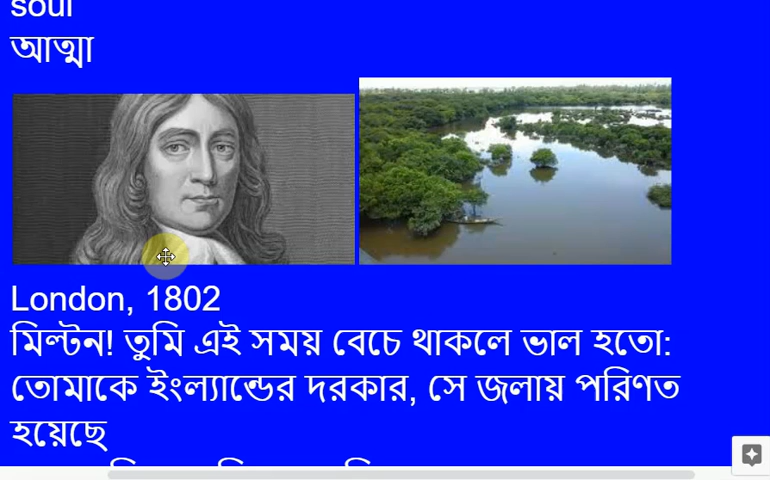 soul
আত্মা
London, 1802
মিল্টন! তুমি এই সময় বেচে থাকলে ভাল হতো:
তোমাকে ইংল্যান্ডের দরকার, সে জলায় পরিণত
হয়েছে